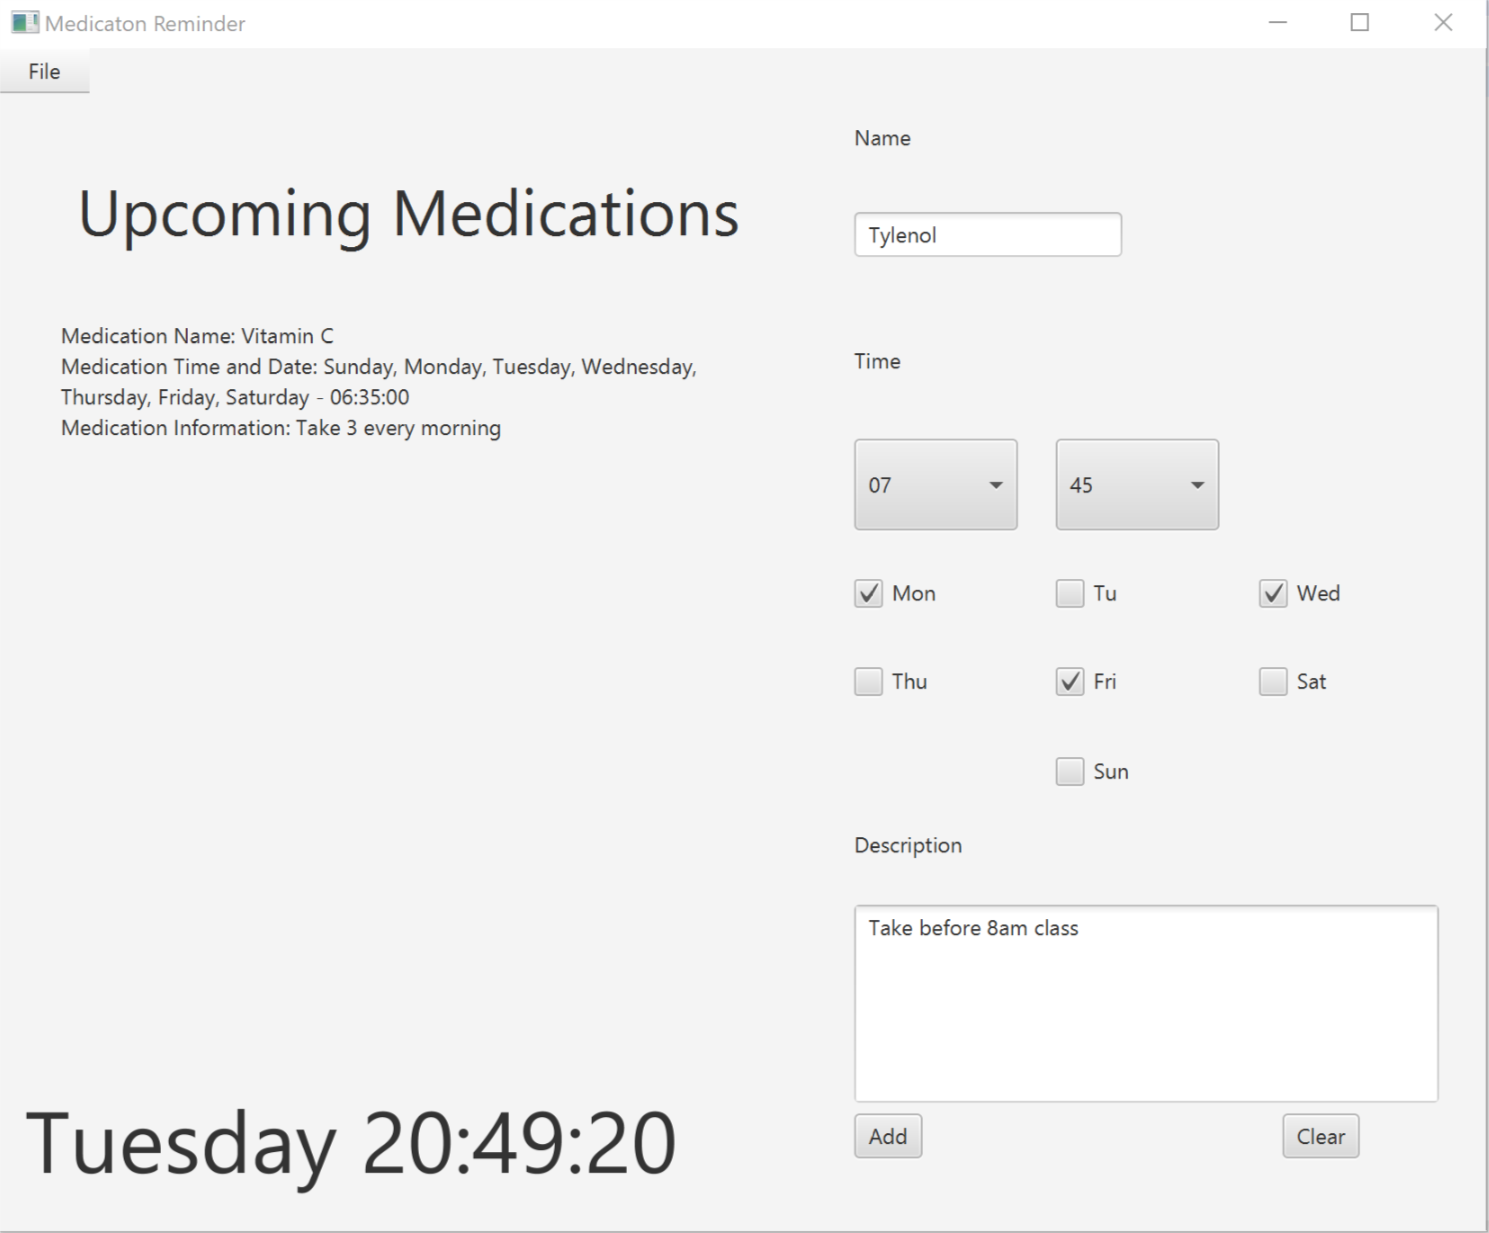 Medicaton Reminder
File
Upcoming Medications
Medication Name: Vitamin C
Medication Time and Date: Sunday, Monday, Tuesday, Wednesday,
Thursday, Friday, Saturday - 06:35:00
Medication Information: Take 3 every morning
Tuesday 20:49:20
Name
Tylenol
Time
07 45
Mon Tu Wed
Thu Fri Sat
Sun
Description
Take before 8am class
Add Clear